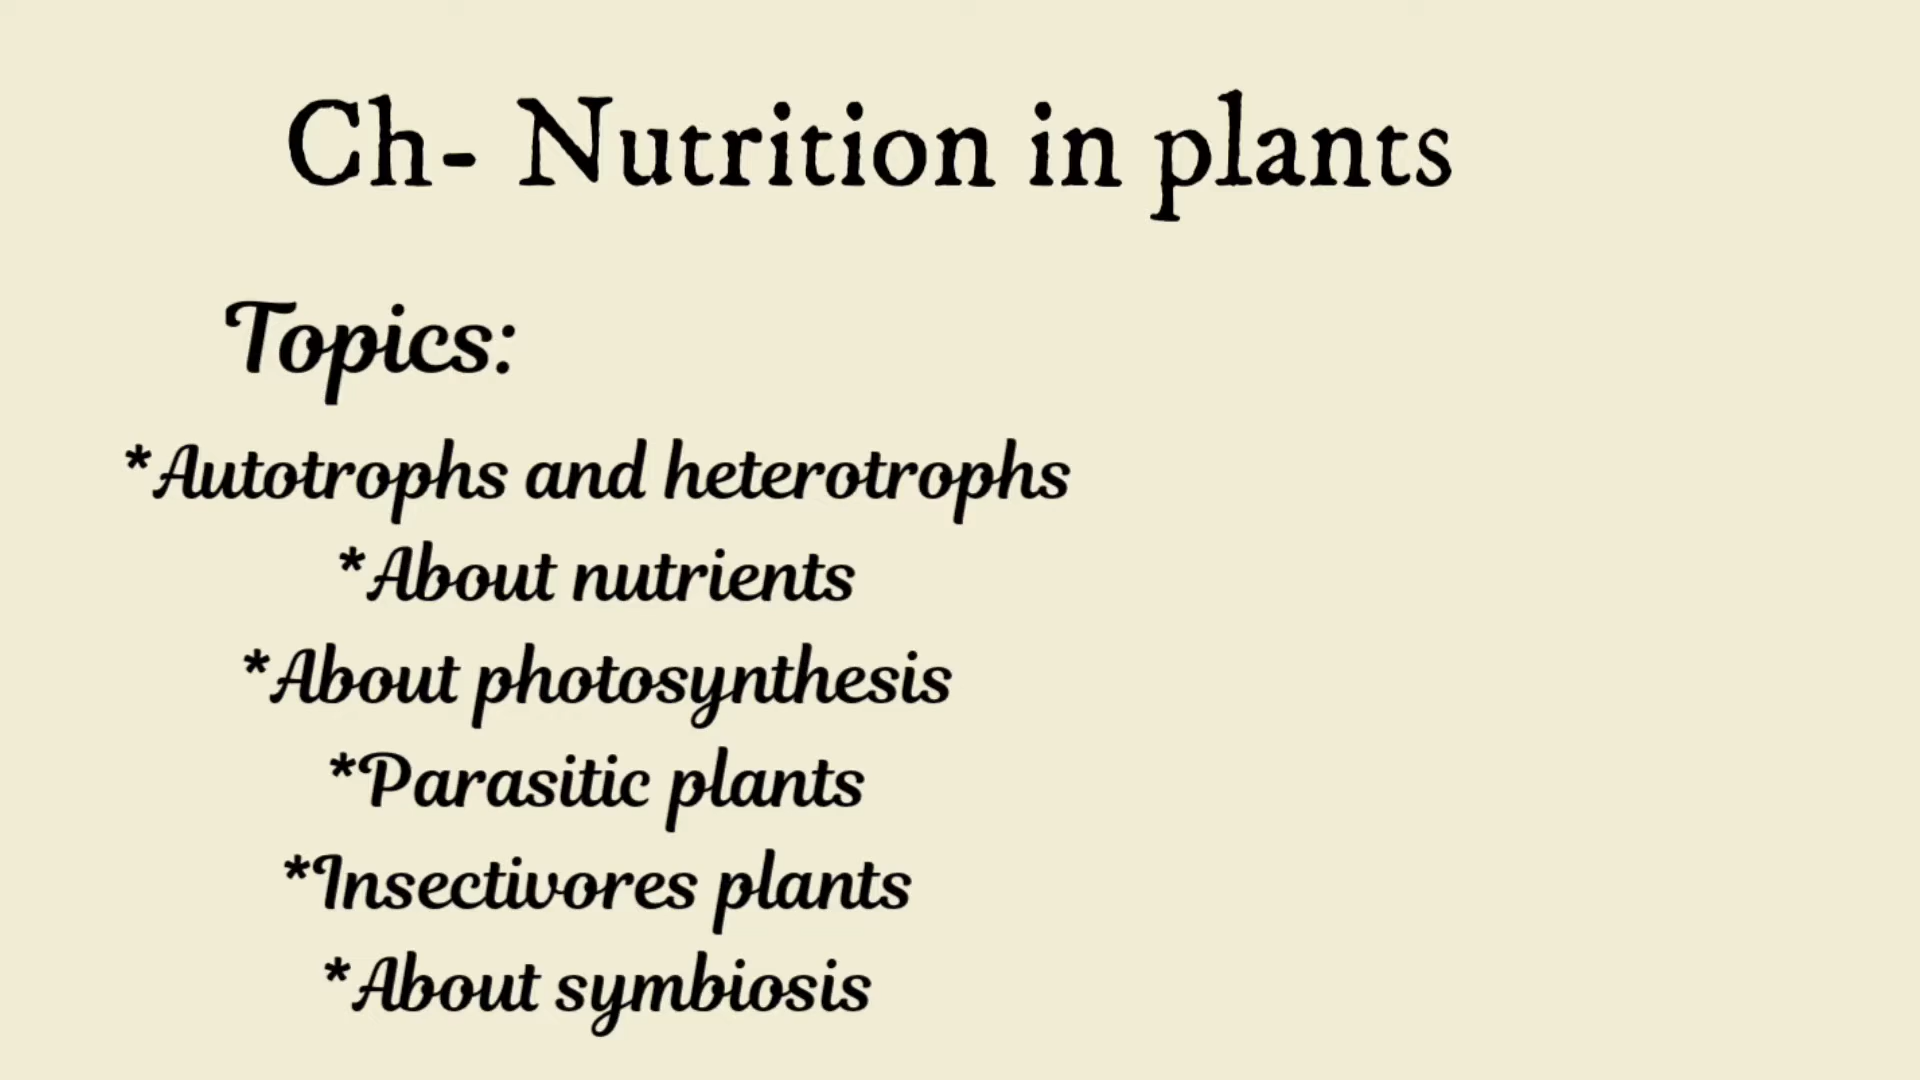 Ch- Nutrition in plants
Topics:
*Autotrophs and heterotrophs
*About nutrients
*About photosynthesis
*Parasitic plants
*Insectivores plants
*About symbiosis